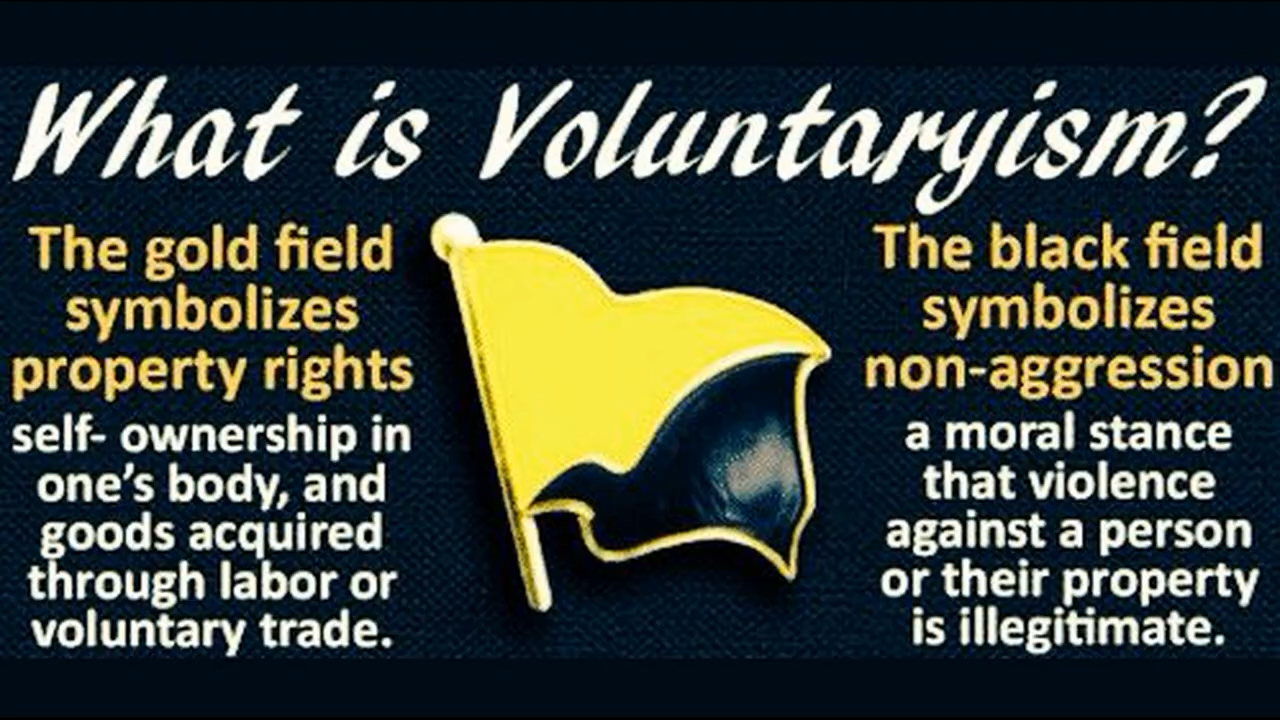 What is Voluntaryism?
The gold field
symbolizes
property rights
self- ownership in
one's body, and
goods acquired
through labor or
voluntary trade.
The black field
symbolizes
non-aggression
a moral stance
that violence
against a person
or their property
is illegitimate.